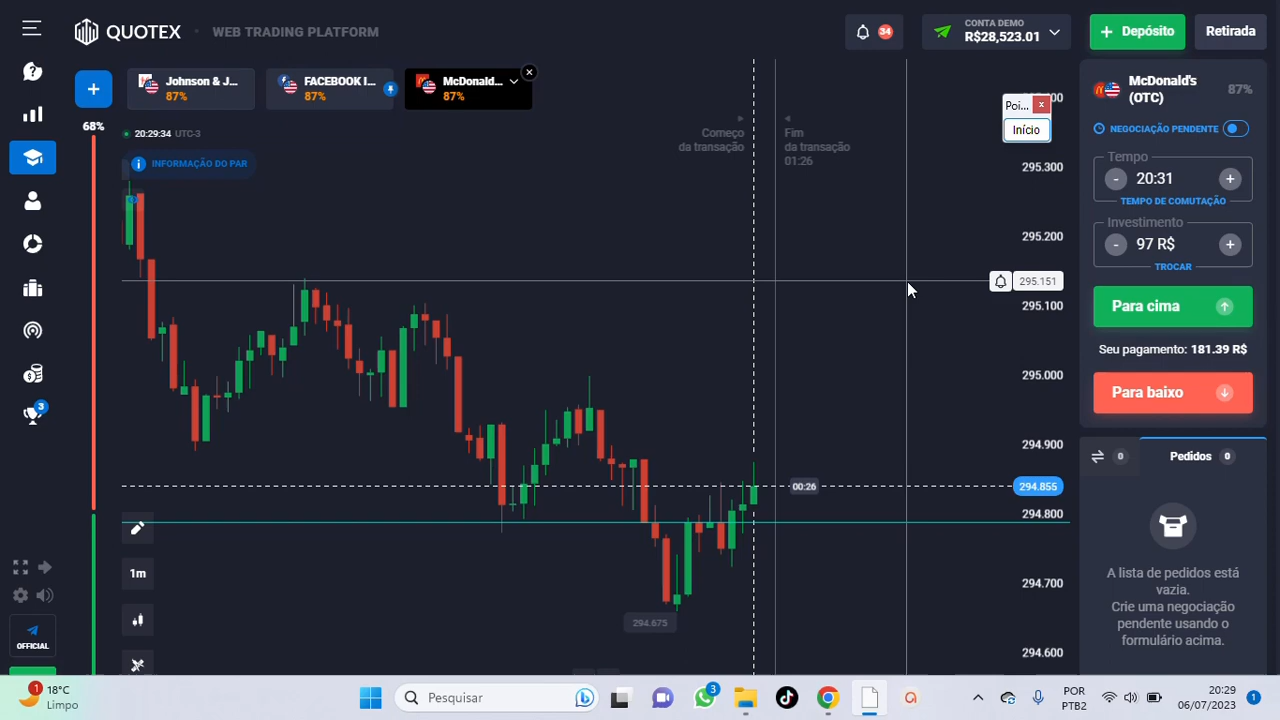 QUOTEX
WEB TRADING PLATFORM
34
CONTA DEMO
R$28,523.01
+ Depósito
Retirada
+
Johnson & J...
87%
FACEBOOK I...
87%
McDonald...
87%
68%
20:29:34 UTC-3
INFORMAÇÃO DO PAR
Começo
da transação
Fim
da transação
01:26
Poi...
Início
295.300
295.200
295.151
295.100
295.000
294.900
294.855
00:26
294.800
294.700
294.675
294.600
3
1m
OFFICIAL
McDonald's
(OTC)
87%
NEGOCIAÇÃO PENDENTE
Tempo
- 20:31 +
TEMPO DE COMUTAÇÃO
Investimento
- 97 R$ +
TROCAR
Para cima
Seu pagamento: 181.39 R$
Para baixo
0
Pedidos 0
A lista de pedidos está
vazia.
Crie uma negociação
pendente usando o
formulário acima.
1
18°C
Limpo
Pesquisar
3
POR
PTB2
20:29
06/07/2023
1